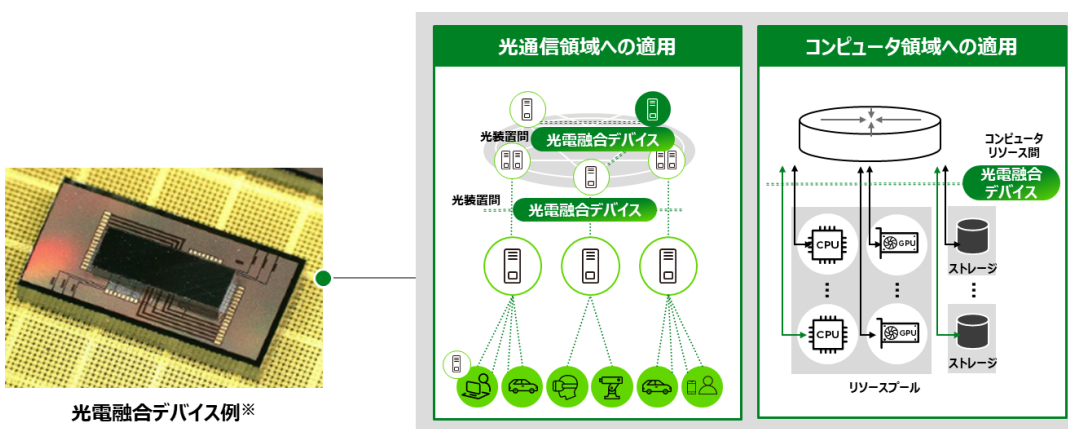 光電融合デバイス例※
光通信領域への適用
光装置間
光電融合デバイス
光装置間
光電融合デバイス
コンピュータ領域への適用
コンピュータ
リソース間
光電融合
デバイス
CPU
GPU
ストレージ
CPU
GPU
ストレージ
リソースプール